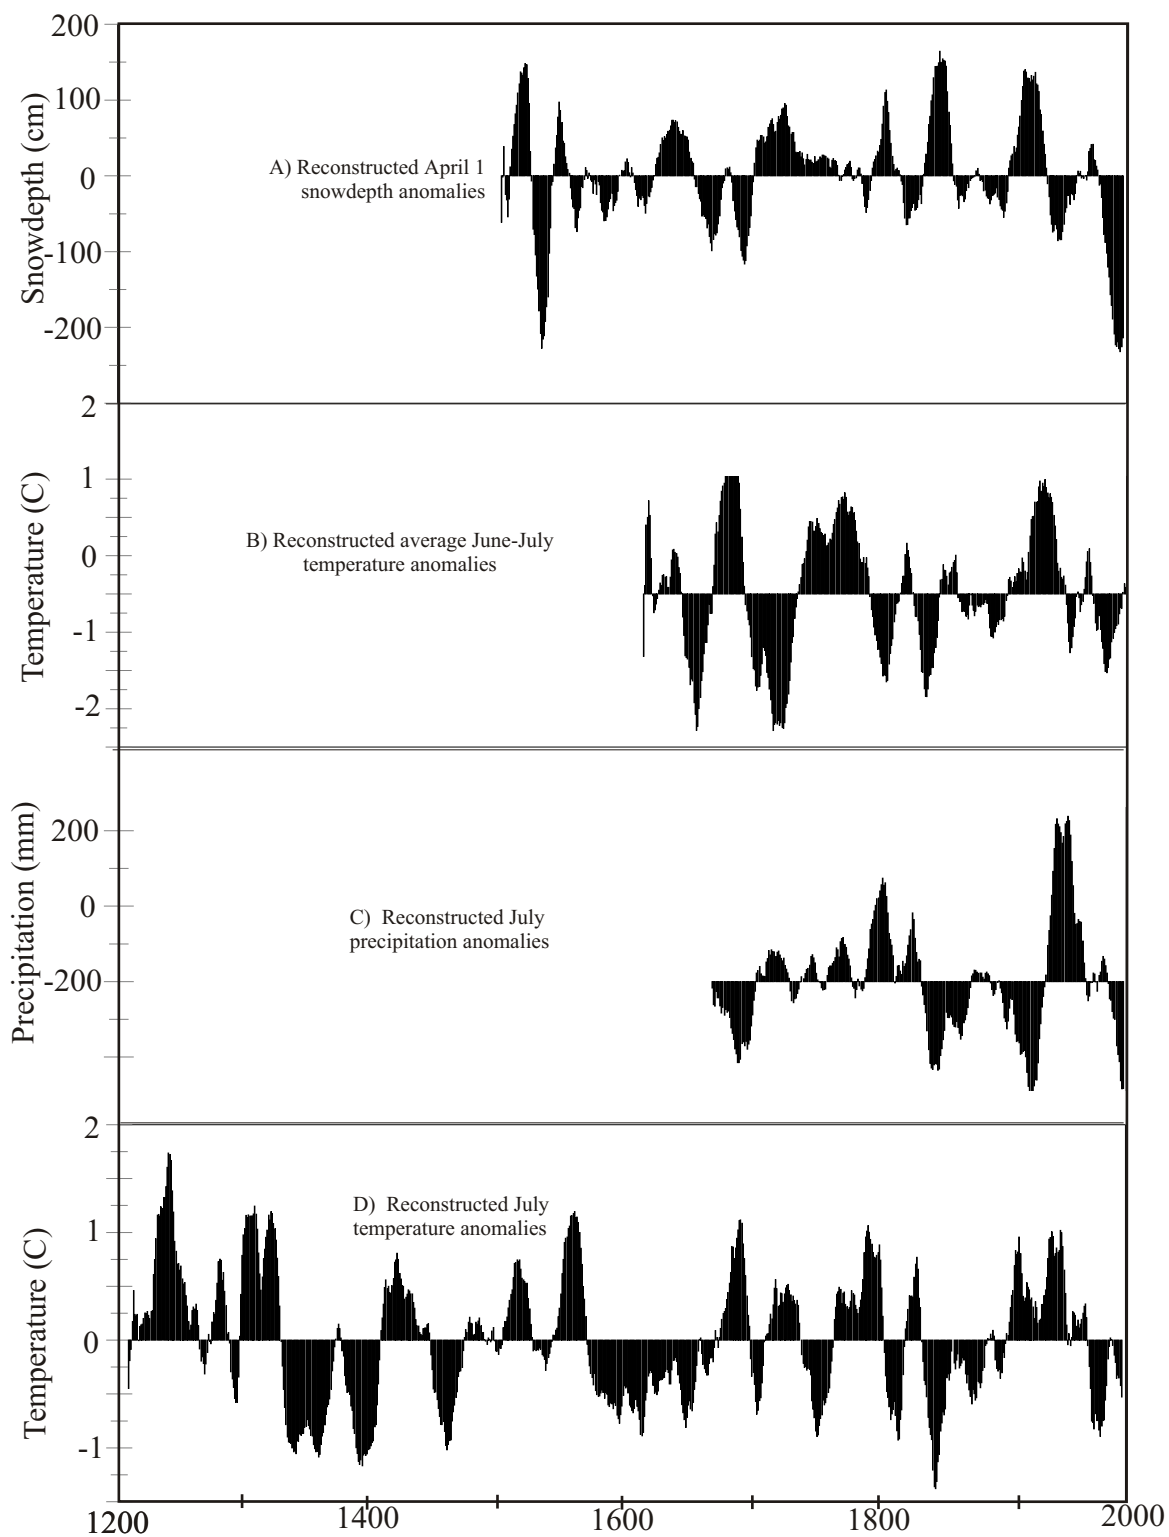 200
100
0
-100
-200
Snowdepth (cm)
A) Reconstructed April 1
snowdepth anomalies
2
1
0
-1
-2
Temperature (C)
B) Reconstructed average June-July
temperature anomalies
200
0
-200
Precipitation (mm)
C) Reconstructed July
precipitation anomalies
2
1
0
-1
Temperature (C)
D) Reconstructed July
temperature anomalies
1200 1400 1600 1800 2000